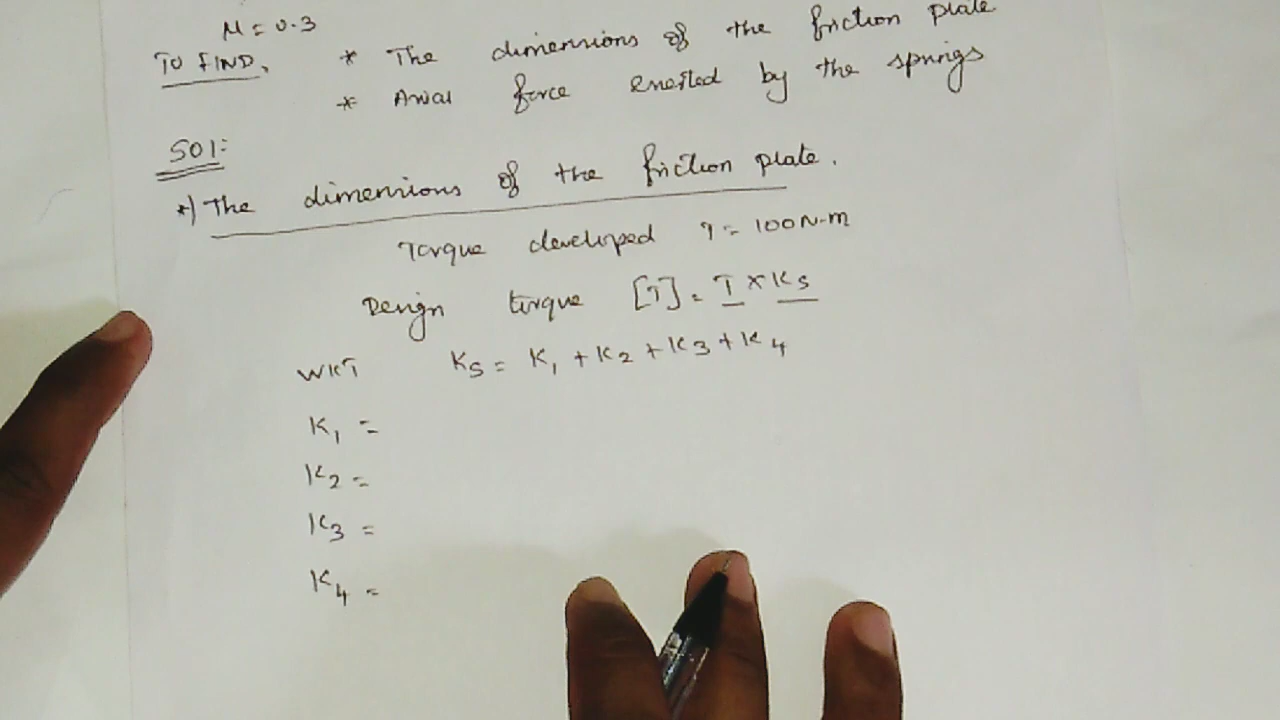 μ = 0.3
TO FIND, * The dimensions of the friction plate
* Axial force exerted by the springs
Sol:
*) The dimensions of the friction plate.
Torque developed T = 100 N-m
Design torque [T] = T × Ks
WKT Ks = K1 + K2 + K3 + K4
K1 =
K2 =
K3 =
K4 =